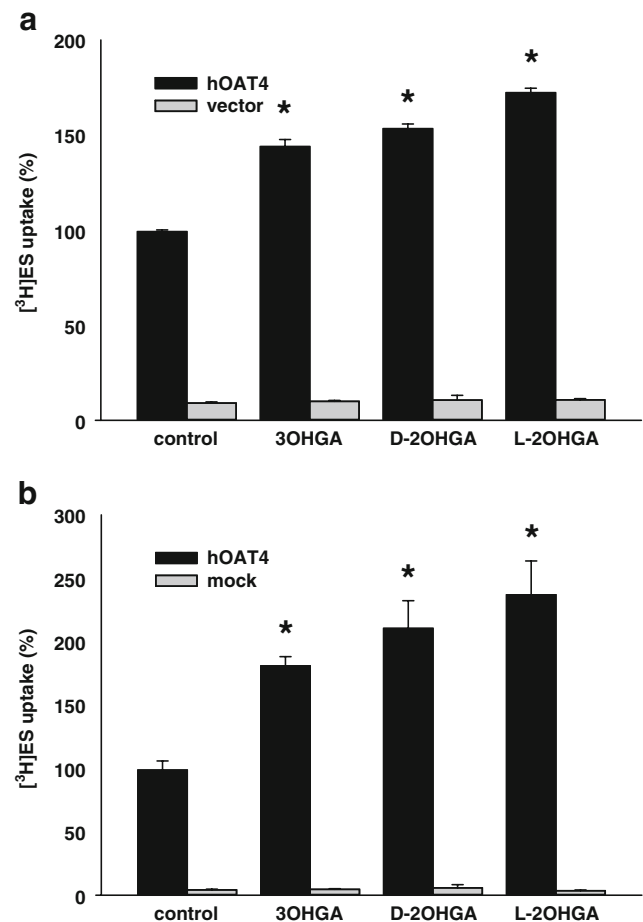 a
[³H]ES uptake (%)
200
150
100
50
0
hOAT4
vector
*
*
*
control 3OHGA D-2OHGA L-2OHGA
b
[³H]ES uptake (%)
300
250
200
150
100
50
0
hOAT4
mock
*
*
*
control 3OHGA D-2OHGA L-2OHGA